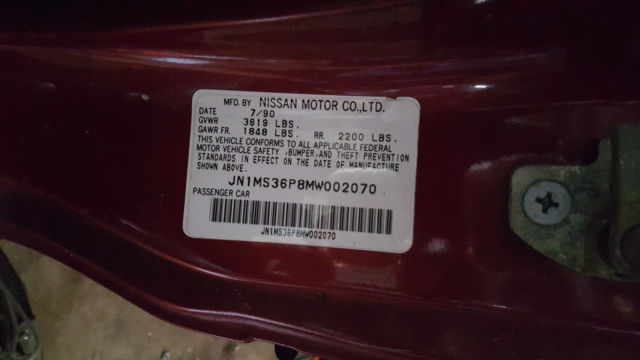 MFD. BY NISSAN MOTOR CO.,LTD.
DATE 7/90
GVWR 3619 LBS.
GAWR FR. 1848 LBS. RR. 2200 LBS.
THIS VEHICLE CONFORMS TO ALL APPLICABLE FEDERAL
MOTOR VEHICLE SAFETY ,BUMPER,AND THEFT PREVENTION
STANDARDS IN EFFECT ON THE DATE OF MANUFACTURE
SHOWN ABOVE.
JN1MS36P8MW002070
PASSENGER CAR
JN1MS36P8MW002070